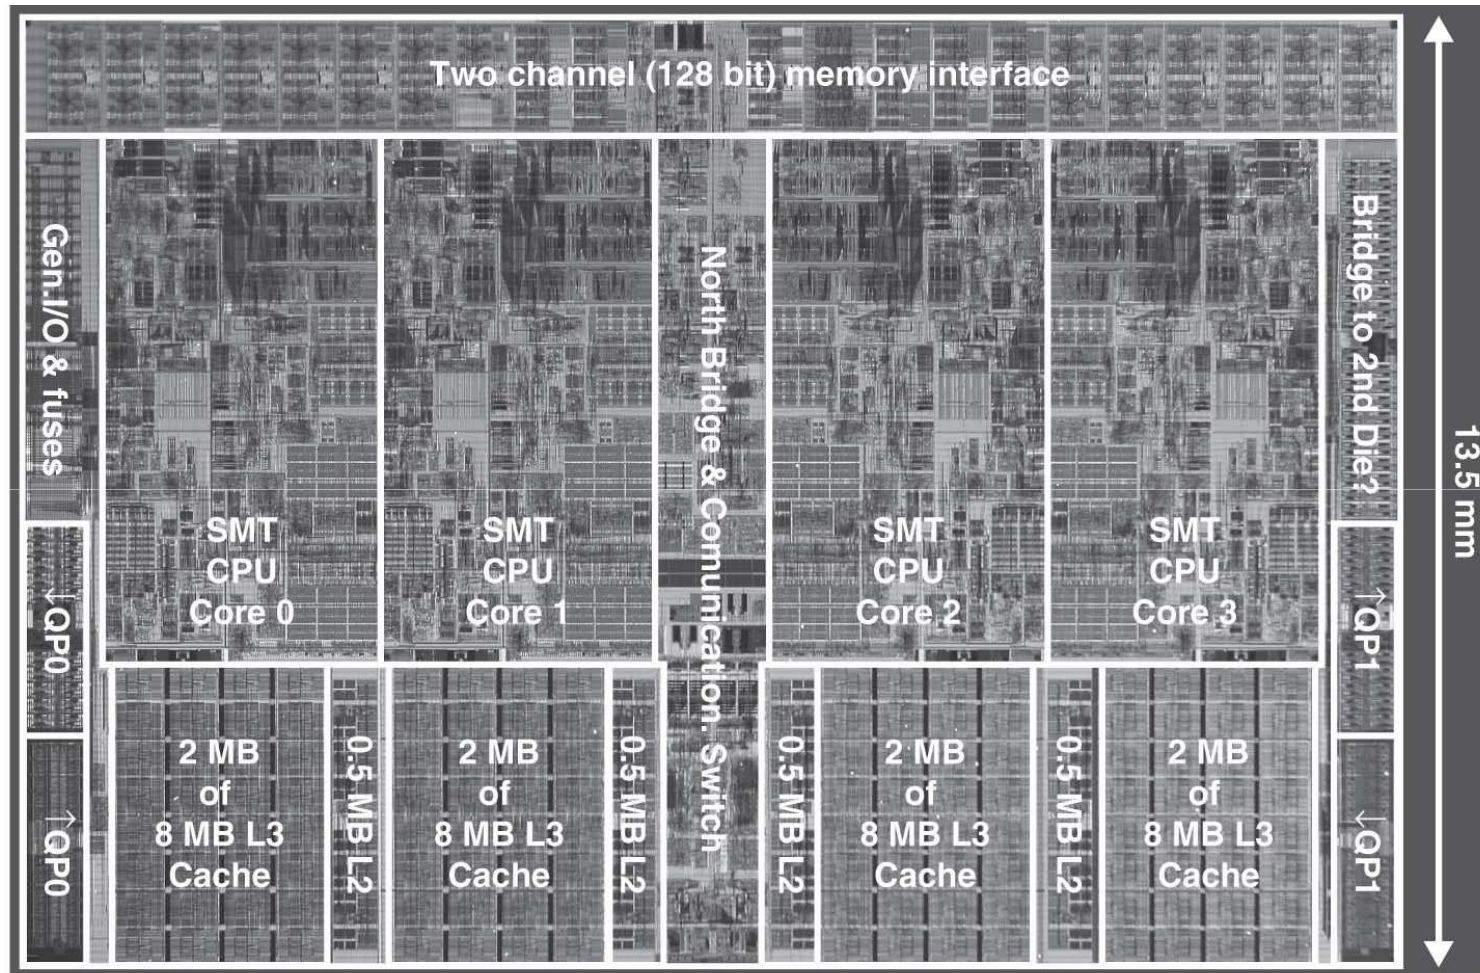 Two channel (128 bit) memory interface
Gen.I/O & fuses
SMT
CPU
Core 0
SMT
CPU
Core 1
North Bridge & Comunication. Switch
SMT
CPU
Core 2
SMT
CPU
Core 3
Bridge to 2nd Die?
13.5 mm
↓QP0
↑QP0
2 MB
of
8 MB L3
Cache
0.5 MB L2
2 MB
of
8 MB L3
Cache
0.5 MB L2
0.5 MB L2
2 MB
of
8 MB L3
Cache
0.5 MB L2
2 MB
of
8 MB L3
Cache
↑QP1
↓QP1